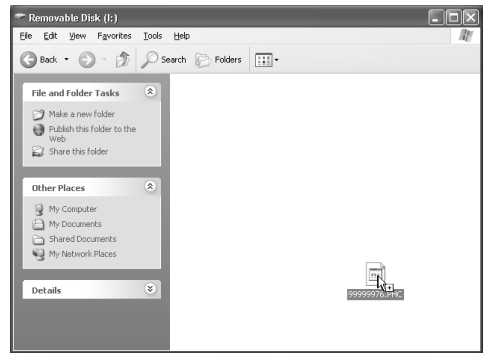 Removable Disk (I:)
File Edit View Favorites Tools Help
Back Search Folders
File and Folder Tasks
Make a new folder
Publish this folder to the
Web
Share this folder
Other Places
My Computer
My Documents
Shared Documents
My Network Places
Details
99999976.PHC